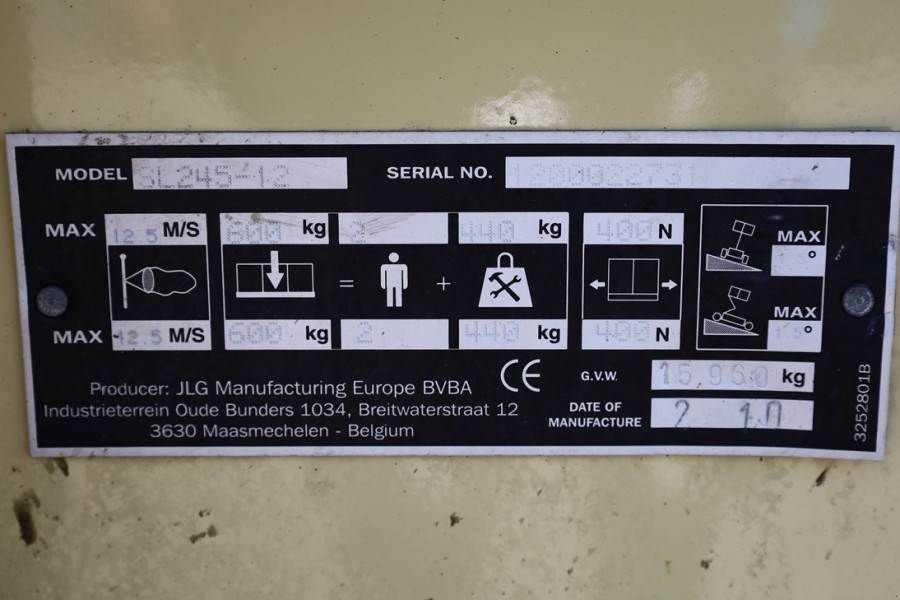 MODEL SL245-12 SERIAL NO. 1200022731
MAX 12.5 M/S 600 kg 2 440 kg 400 N
= +
MAX °
MAX 12.5 M/S 600 kg 2 440 kg 400 N
MAX °
Producer: JLG Manufacturing Europe BVBA
Industrieterrein Oude Bunders 1034, Breitwaterstraat 12
3630 Maasmechelen - Belgium
CE
G.V.W. 15,960 kg
DATE OF MANUFACTURE 2 10
3252801B